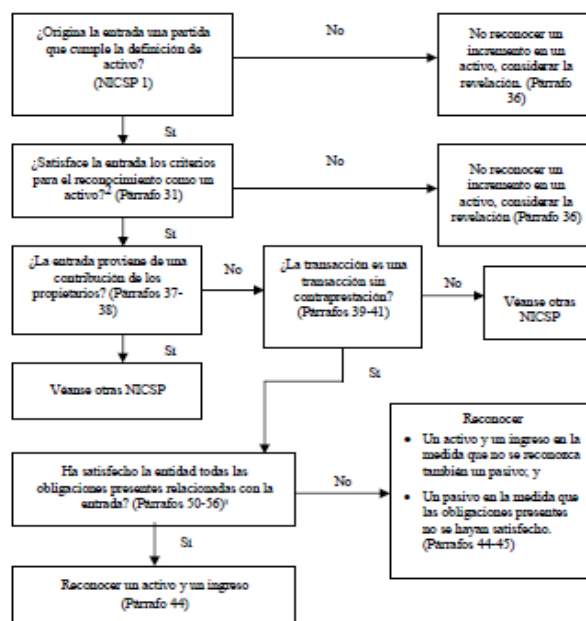 ¿Origina la entrada una partida
que cumple la definición de
activo?
(NICSP 1)
No
No reconocer un
incremento en un
activo, considerar la
revelación. (Párrafo
36)
Si
¿Satisface la entrada los criterios
para el reconocimiento como un
activo?² (Párrafo 31)
No
No reconocer un
incremento en un
activo, considerar la
revelación (Párrafo 36)
Si
¿La entrada proviene de una
contribución de los
propietarios? (Párrafos 37-
38)
No
¿La transacción es una
transacción sin
contraprestación?
(Párrafos 39-41)
No
Véanse otras
NICSP
Si
Véanse otras NICSP
Si
Ha satisfecho la entidad todas las
obligaciones presentes relacionadas con la
entrada? (Párrafos 50-56)
No
Reconocer
• Un activo y un ingreso en la
medida que no se reconozca
también un pasivo; y
• Un pasivo en la medida que
las obligaciones presentes
no se hayan satisfecho.
(Párrafos 44-45)
Si
Reconocer un activo y un ingreso
(Párrafo 44)